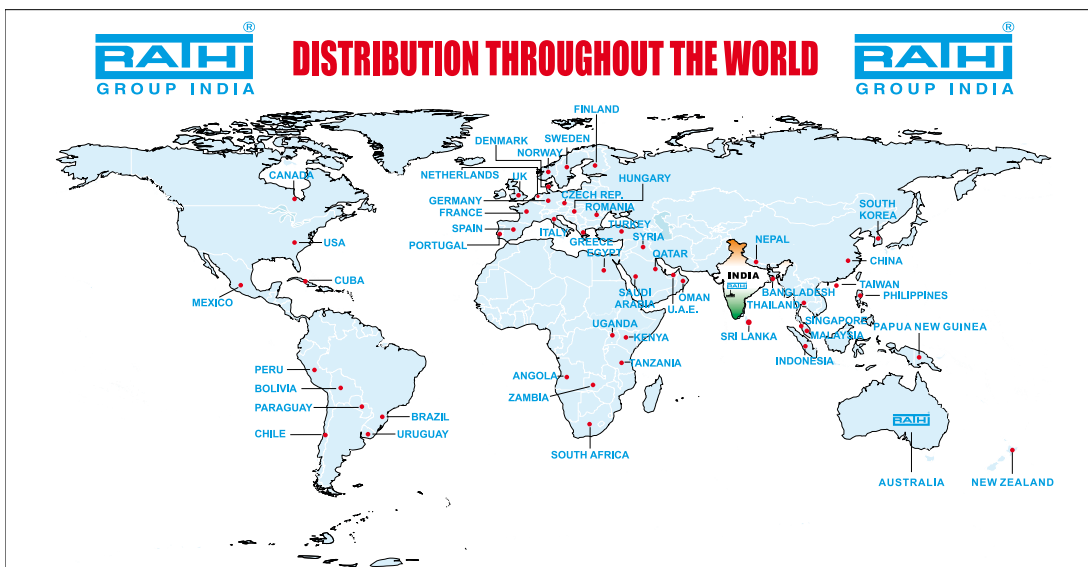 RATHI
GROUP INDIA
®
DISTRIBUTION THROUGHOUT THE WORLD
RATHI
GROUP INDIA
®
FINLAND
DENMARK
SWEDEN
NORWAY
NETHERLANDS
UK
HUNGARY
CANADA
GERMANY
CZECH REP.
FRANCE
ROMANIA
SPAIN
ITALY
TURKEY
SOUTH
KOREA
PORTUGAL
GREECE
SYRIA
USA
EGYPT
QATAR
NEPAL
CHINA
INDIA
RATHI
CUBA
MEXICO
SAUDI
ARABIA
OMAN
U.A.E.
BANGLADESH
THAILAND
TAIWAN
PHILIPPINES
UGANDA
KENYA
SRI LANKA
SINGAPORE
MALAYSIA
PAPUA NEW GUINEA
INDONESIA
PERU
BOLIVIA
ANGOLA
TANZANIA
ZAMBIA
PARAGUAY
BRAZIL
CHILE
URUGUAY
RATHI
SOUTH AFRICA
AUSTRALIA
NEW ZEALAND